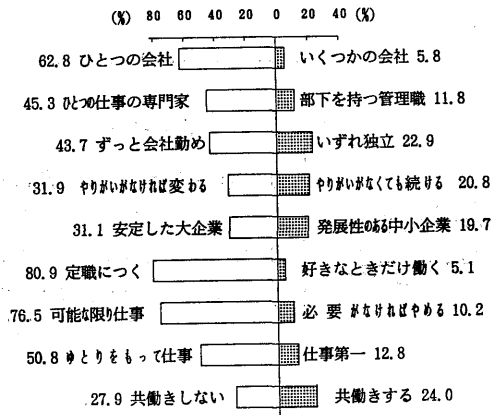 (%) 80 60 40 20 0 20 40 (%)
62.8 ひとつの会社 いくつかの会社 5.8
45.3 ひとつの仕事の専門家 部下を持つ管理職 11.8
43.7 ずっと会社勤め いずれ独立 22.9
31.9 やりがいがなければ変わる やりがいがなくても続ける 20.8
31.1 安定した大企業 発展性のある中小企業 19.7
80.9 定職につく 好きなときだけ働く 5.1
76.5 可能な限り仕事 必要がなければやめる 10.2
50.8 ゆとりをもって仕事 仕事第一 12.8
27.9 共働きしない 共働きする 24.0